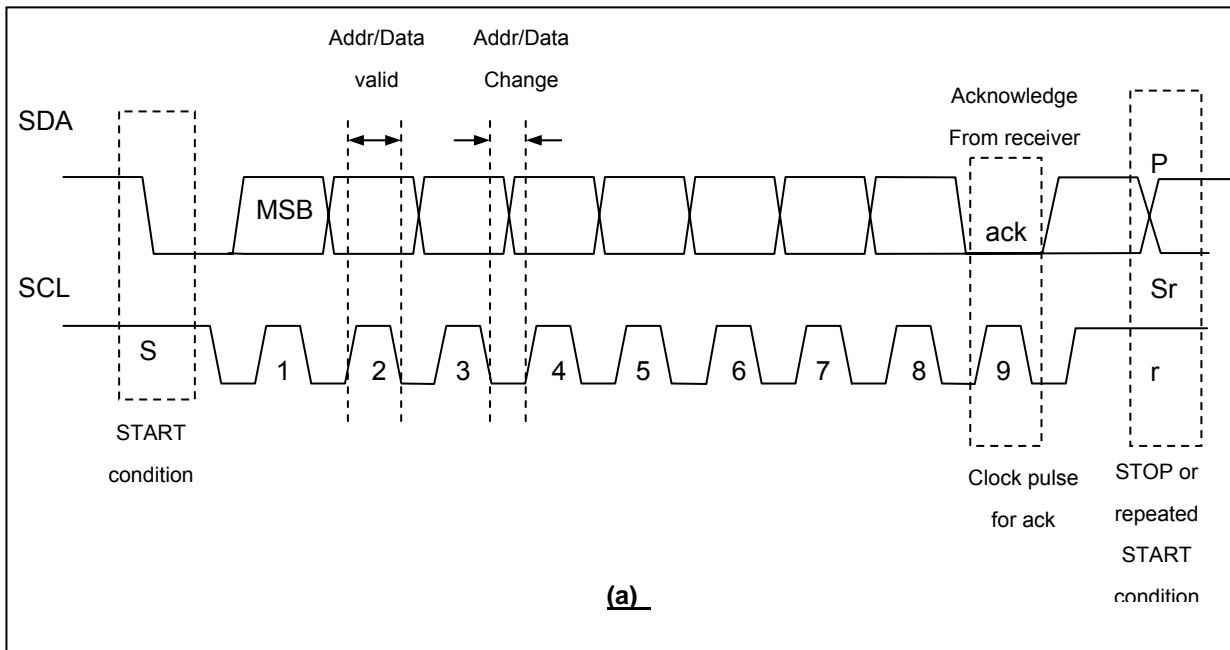 Addr/Data
valid
Addr/Data
Change
SDA
Acknowledge
From receiver
P
MSB
ack
SCL
Sr
S
1
2
3
4
5
6
7
8
9
r
START
condition
Clock pulse
for ack
STOP or
repeated
START
condition
(a)